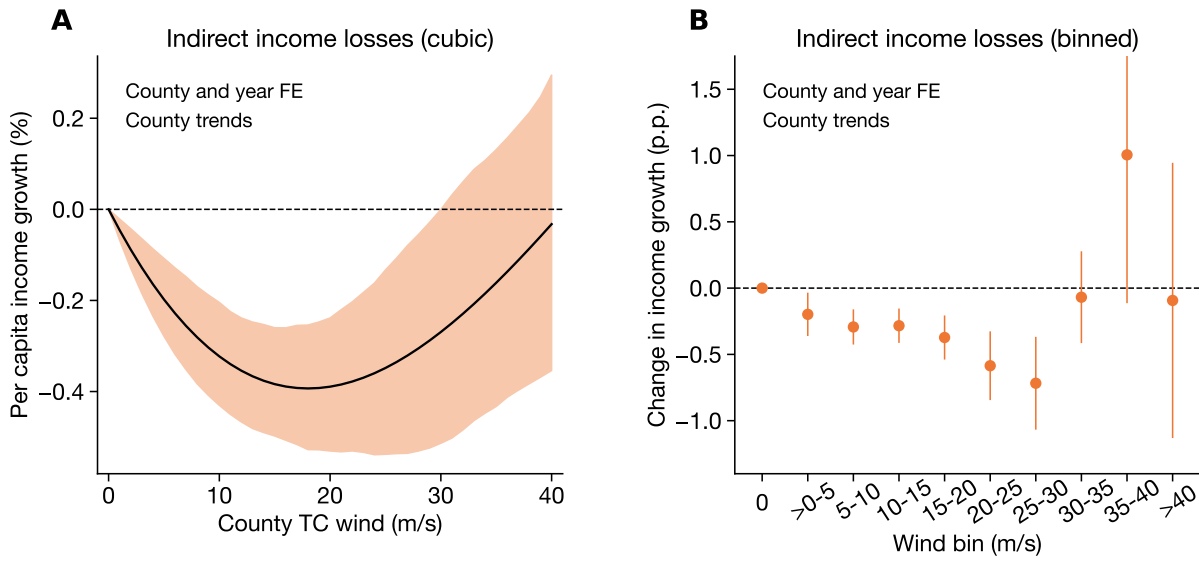 A
Indirect income losses (cubic)
County and year FE
County trends
Per capita income growth (%)
0.2
0.0
−0.2
−0.4
0 10 20 30 40
County TC wind (m/s)
B
Indirect income losses (binned)
County and year FE
County trends
Change in income growth (p.p.)
1.5
1.0
0.5
0.0
−0.5
−1.0
0 >0-5 5-10 10-15 15-20 20-25 25-30 30-35 35-40 >40
Wind bin (m/s)